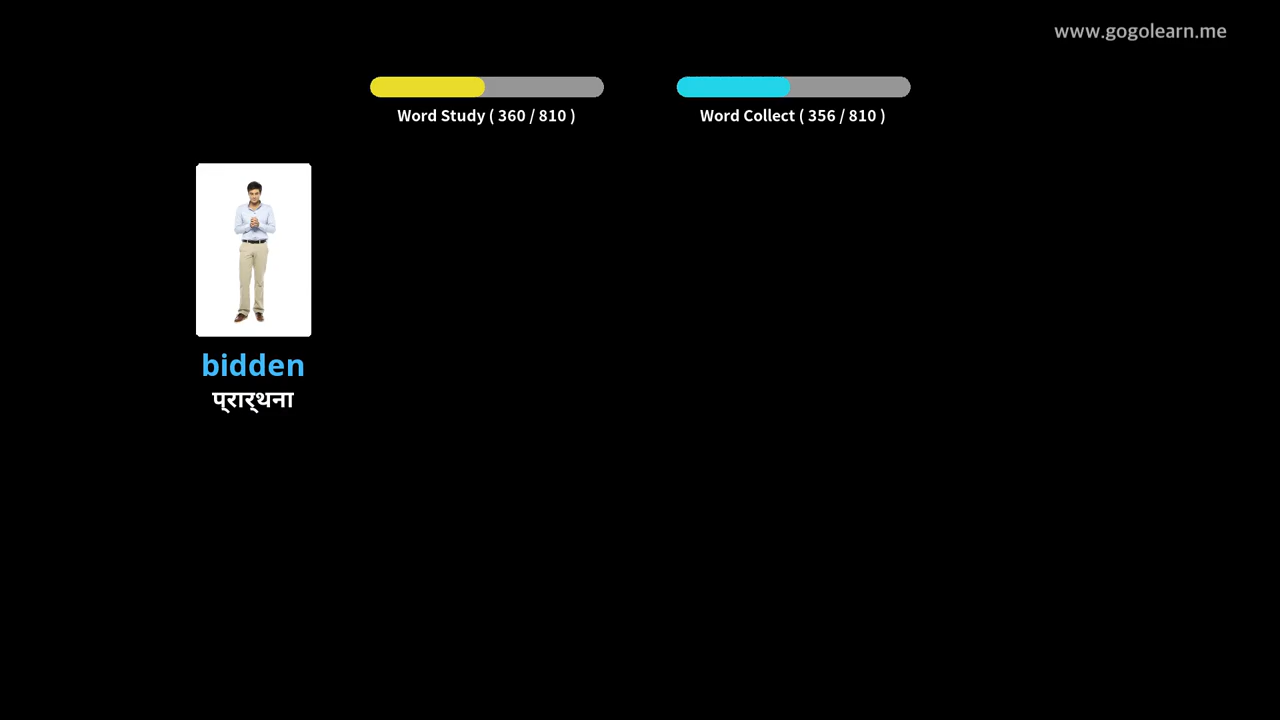 www.gogolearn.me
Word Study ( 360 / 810 )
Word Collect ( 356 / 810 )
bidden
प्रार्थना